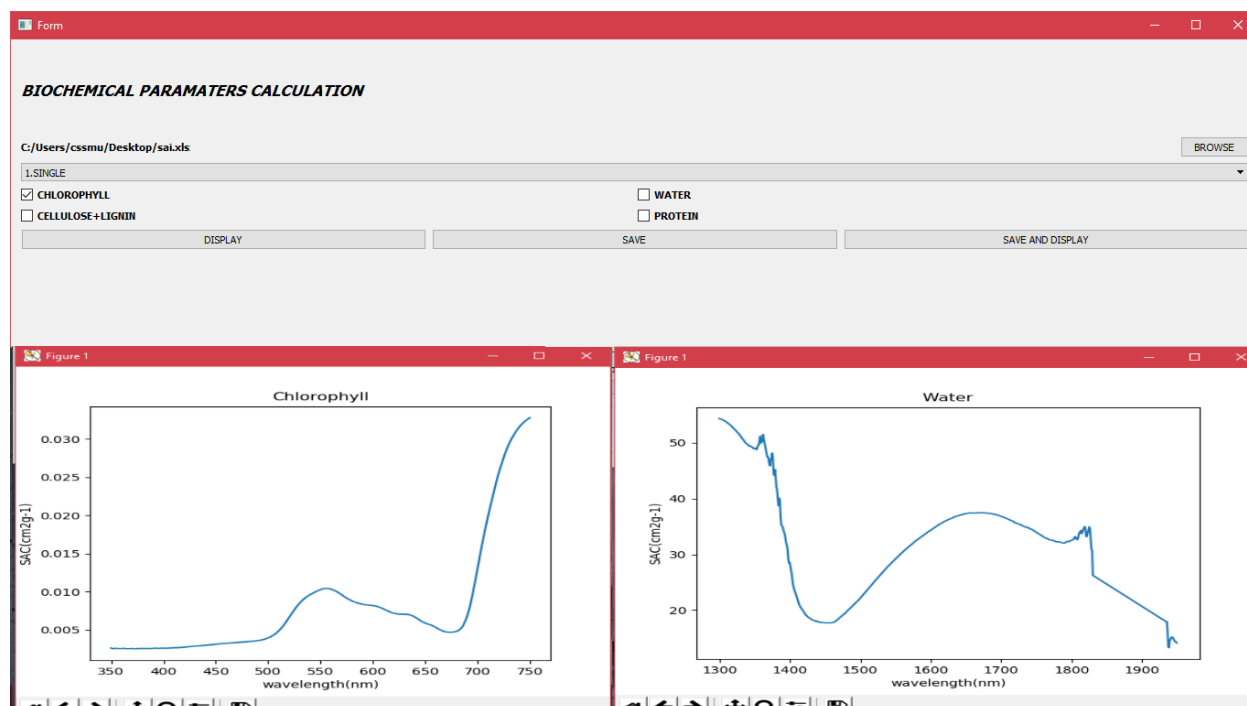 Form
BIOCHEMICAL PARAMATERS CALCULATION
C:/Users/cssmu/Desktop/sai.xls
BROWSE
1.SINGLE
CHLOROPHYLL
WATER
CELLULOSE+LIGNIN
PROTEIN
DISPLAY
SAVE
SAVE AND DISPLAY
Figure 1
Chlorophyll
0.030
0.025
0.020
0.015
0.010
0.005
SAC(cm2g-1)
350 400 450 500 550 600 650 700 750
wavelength(nm)
Figure 1
Water
50
40
30
20
SAC(cm2g-1)
1300 1400 1500 1600 1700 1800 1900
wavelength(nm)